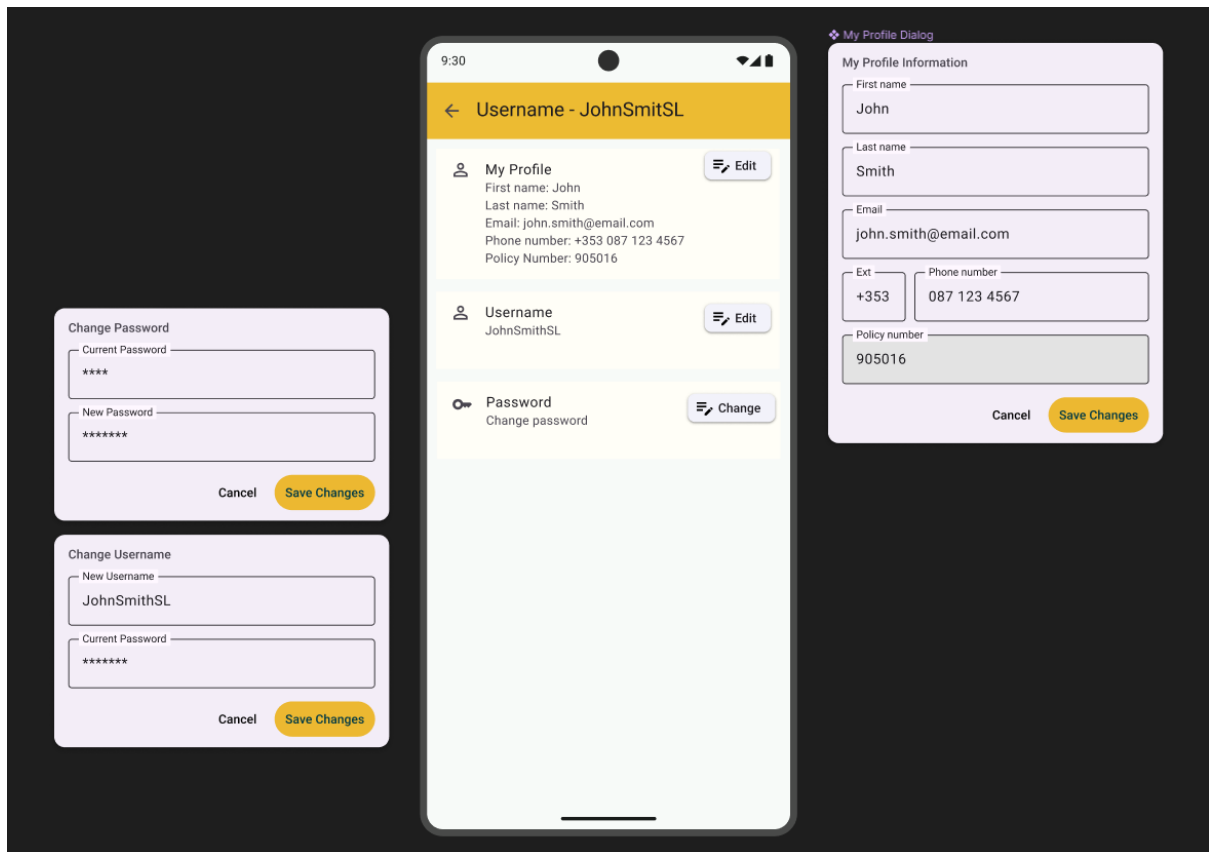 Change Password
Current Password
****
New Password
*******
Cancel Save Changes
Change Username
New Username
JohnSmithSL
Current Password
*******
Cancel Save Changes
9:30
Username - JohnSmitSL
My Profile
Edit
First name: John
Last name: Smith
Email: john.smith@email.com
Phone number: +353 087 123 4567
Policy Number: 905016
Username
Edit
JohnSmithSL
Password
Change
Change password
My Profile Dialog
My Profile Information
First name
John
Last name
Smith
Email
john.smith@email.com
Ext Phone number
+353 087 123 4567
Policy number
905016
Cancel Save Changes